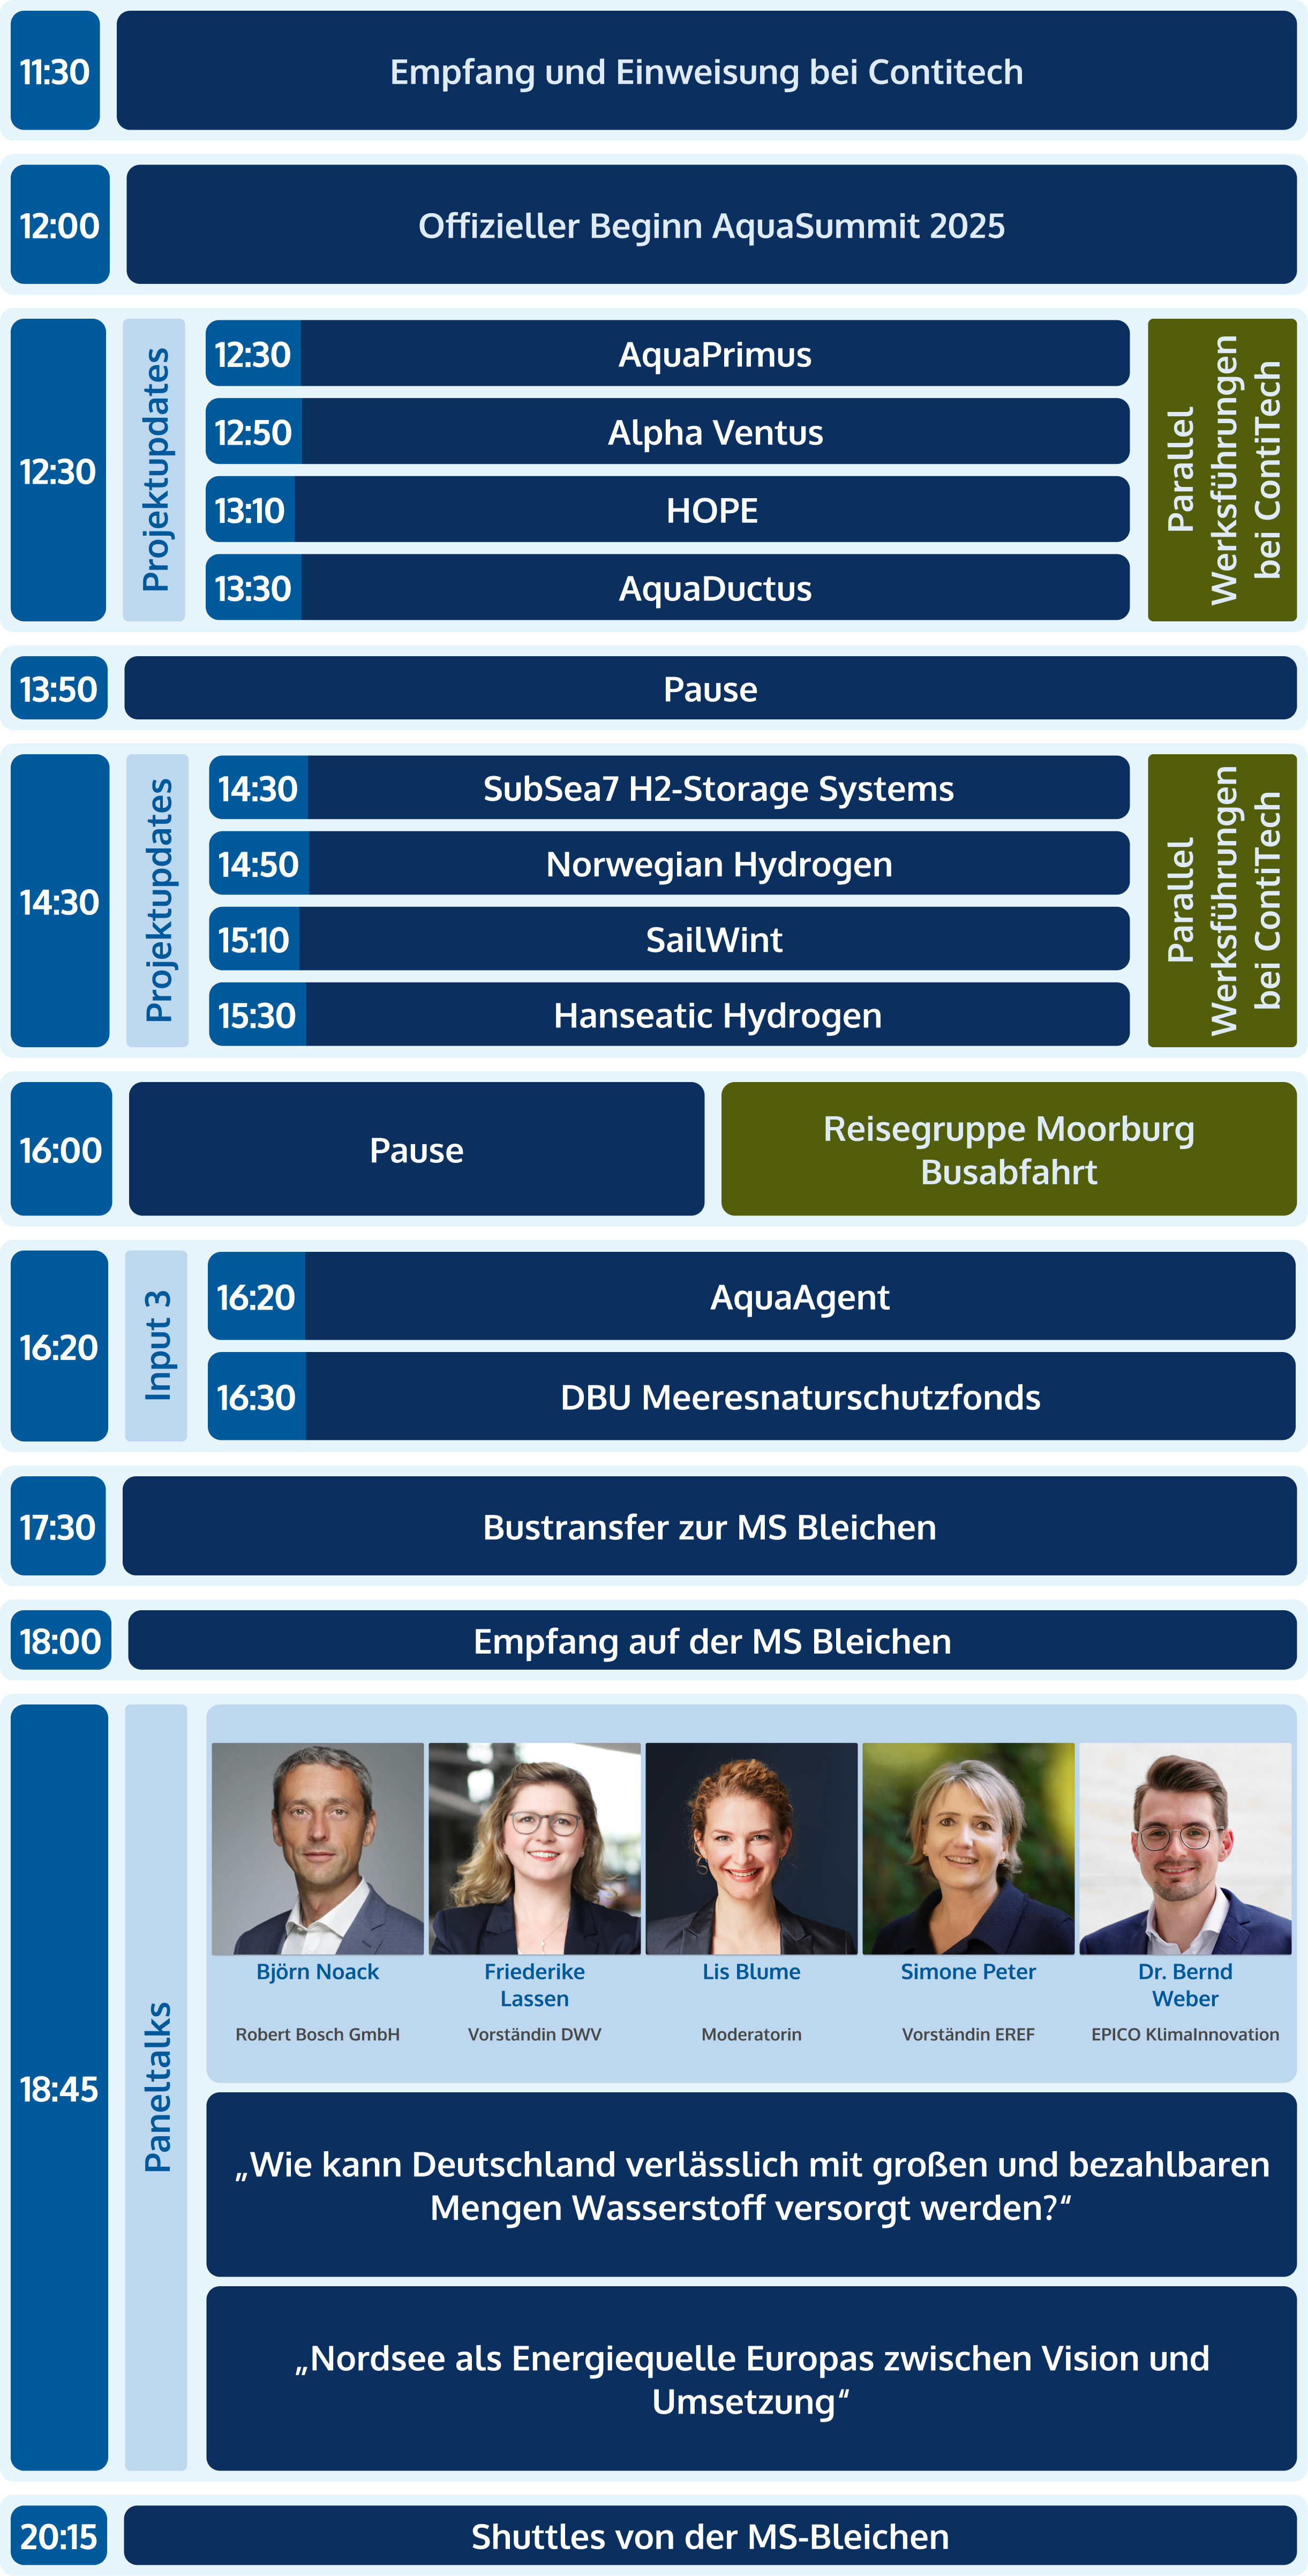 11:30
Empfang und Einweisung bei Contitech
12:00
Offizieller Beginn AquaSummit 2025
12:30
Projektupdates
12:30
AquaPrimus
12:50
Alpha Ventus
13:10
HOPE
13:30
AquaDuctus
Parallel
Werksführungen
bei ContiTech
13:50
Pause
14:30
Projektupdates
14:30
SubSea7 H2-Storage Systems
14:50
Norwegian Hydrogen
15:10
SailWint
15:30
Hanseatic Hydrogen
Parallel
Werksführungen
bei ContiTech
16:00
Pause
Reisegruppe Moorburg
Busabfahrt
16:20
Input 3
16:20
AquaAgent
16:30
DBU Meeresnaturschutzfonds
17:30
Bustransfer zur MS Bleichen
18:00
Empfang auf der MS Bleichen
18:45
Paneltalks
Björn Noack
Robert Bosch GmbH
Friederike
Lassen
Vorständin DWV
Lis Blume
Moderatorin
Simone Peter
Vorständin EREF
Dr. Bernd
Weber
EPICO KlimaInnovation
„Wie kann Deutschland verlässlich mit großen und bezahlbaren
Mengen Wasserstoff versorgt werden?“
„Nordsee als Energiequelle Europas zwischen Vision und
Umsetzung“
20:15
Shuttles von der MS-Bleichen